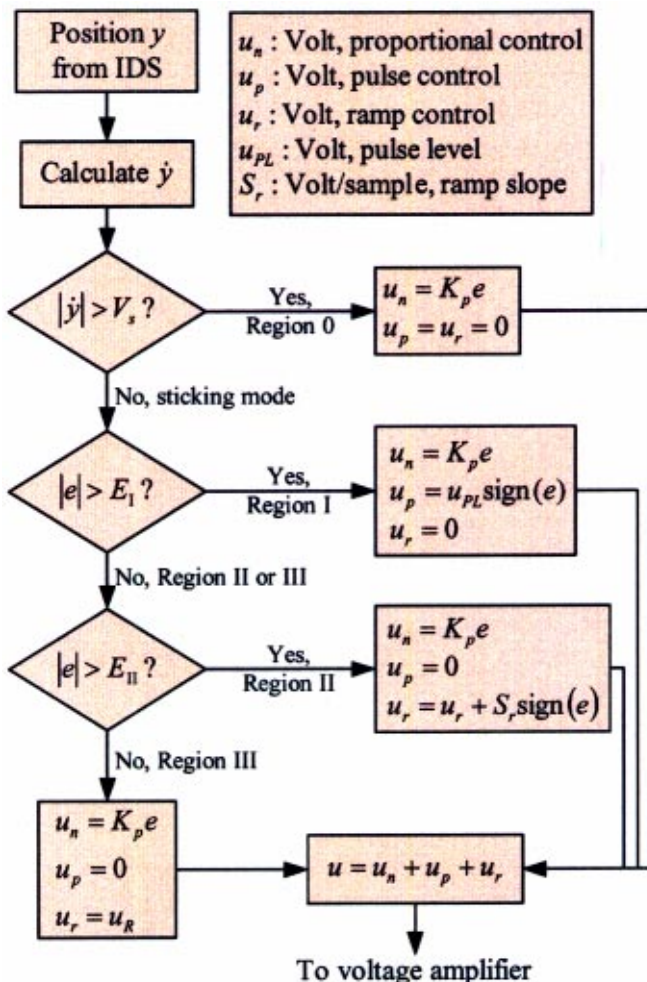 Position y
from IDS
u_n : Volt, proportional control
u_p : Volt, pulse control
u_r : Volt, ramp control
u_PL : Volt, pulse level
S_r : Volt/sample, ramp slope
Calculate ẏ
|ẏ| > V_s ?
Yes,
Region 0
u_n = K_p e
u_p = u_r = 0
No, sticking mode
|e| > E_I ?
Yes,
Region I
u_n = K_p e
u_p = u_PL sign(e)
u_r = 0
No, Region II or III
|e| > E_II ?
Yes,
Region II
u_n = K_p e
u_p = 0
u_r = u_r + S_r sign(e)
No, Region III
u_n = K_p e
u_p = 0
u_r = u_R
u = u_n + u_p + u_r
To voltage amplifier